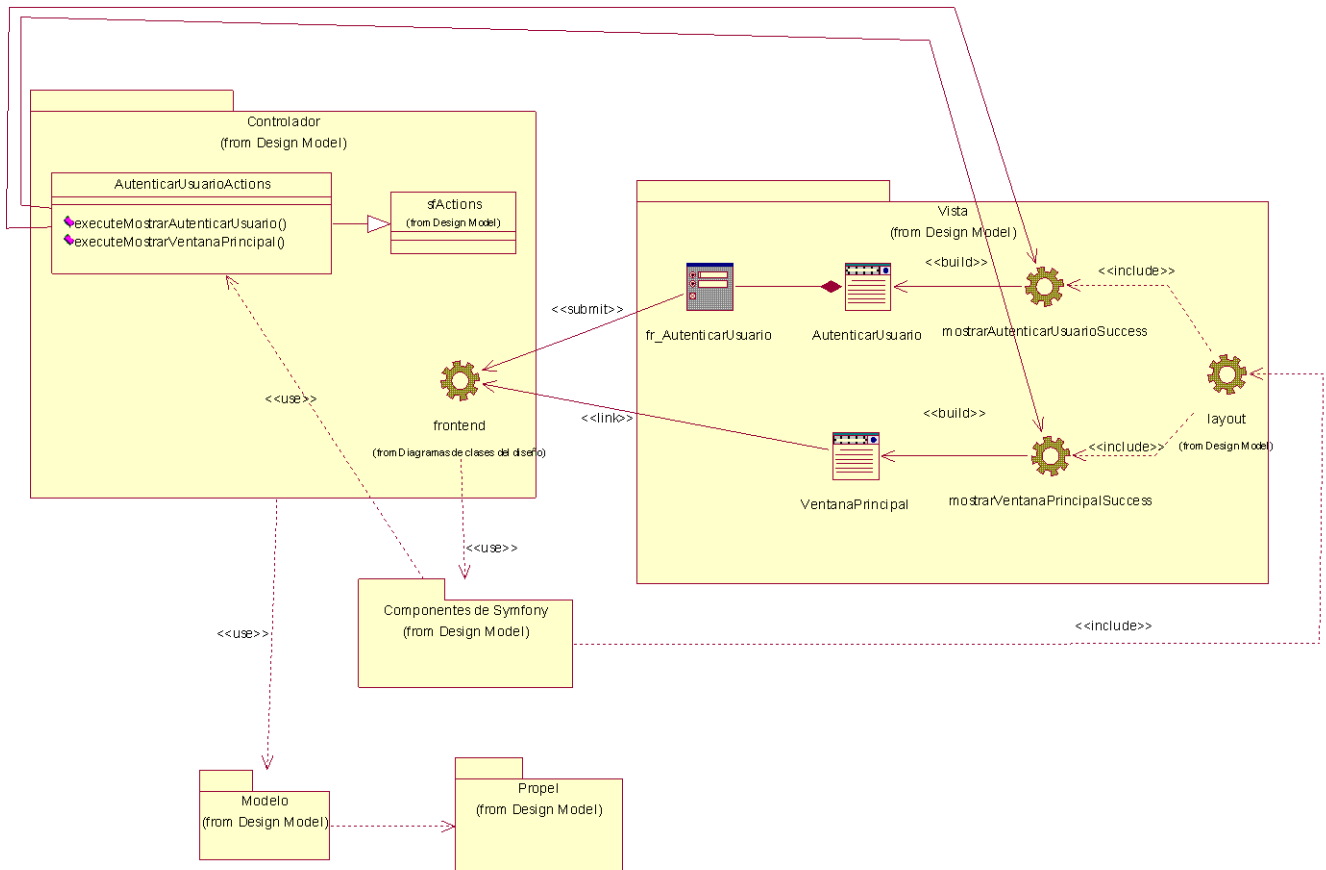 Controlador
(from Design Model)
AutenticarUsuarioActions
executeMostrarAutenticarUsuario()
executeMostrarVentanaPrincipal()
sfActions
(from Design Model)
Vista
(from Design Model)
<<build>>
<<include>>
<<submit>>
fr_AutenticarUsuario
AutenticarUsuario
mostrarAutenticarUsuarioSuccess
<<use>>
frontend
(from Diagramas de clases del diseño)
<<link>>
<<build>>
<<include>>
layout
(from Design Model)
VentanaPrincipal
mostrarVentanaPrincipalSuccess
<<use>>
Componentes de Symfony
(from Design Model)
<<use>>
<<include>>
Modelo
(from Design Model)
Propel
(from Design Model)